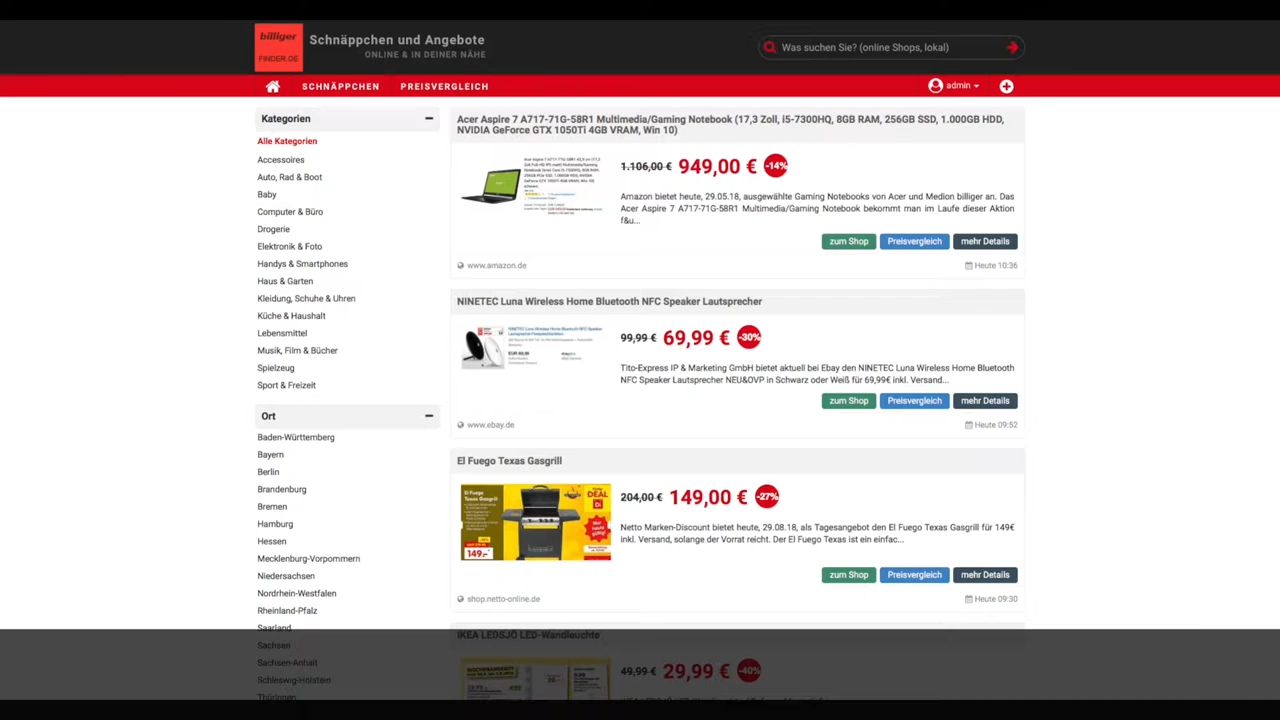 billiger
FINDER.DE
Schnäppchen und Angebote
ONLINE & IN DEINER NÄHE
Was suchen Sie? (online Shops, lokal)
SCHNÄPPCHEN
PREISVERGLEICH
admin
Kategorien
Alle Kategorien
Accessoires
Auto, Rad & Boot
Baby
Computer & Büro
Drogerie
Elektronik & Foto
Handys & Smartphones
Haus & Garten
Kleidung, Schuhe & Uhren
Küche & Haushalt
Lebensmittel
Musik, Film & Bücher
Spielzeug
Sport & Freizeit
Ort
Baden-Württemberg
Bayern
Berlin
Brandenburg
Bremen
Hamburg
Hessen
Mecklenburg-Vorpommern
Niedersachsen
Nordrhein-Westfalen
Rheinland-Pfalz
Saarland
Sachsen
Sachsen-Anhalt
Schleswig-Holstein
Thüringen
Acer Aspire 7 A717-71G-58R1 Multimedia/Gaming Notebook (17,3 Zoll, i5-7300HQ, 8GB RAM, 256GB SSD, 1.000GB HDD,
NVIDIA GeForce GTX 1050Ti 4GB VRAM, Win 10)
1.106,00 € 949,00 € -14%
Amazon bietet heute, 29.05.18, ausgewählte Gaming Notebooks von Acer und Medion billiger an. Das
Acer Aspire 7 A717-71G-58R1 Multimedia/Gaming Notebook bekommt man im Laufe dieser Aktion
f&u...
zum Shop Preisvergleich mehr Details
www.amazon.de Heute 10:36
NINETEC Luna Wireless Home Bluetooth NFC Speaker Lautsprecher
99,99 € 69,99 € -30%
Tito-Express IP & Marketing GmbH bietet aktuell bei Ebay den NINETEC Luna Wireless Home Bluetooth
NFC Speaker Lautsprecher NEU&OVP in Schwarz oder Weiß für 69,99€ inkl. Versand...
zum Shop Preisvergleich mehr Details
www.ebay.de Heute 09:52
El Fuego Texas Gasgrill
El Fuego
Texas Gasgrill
DEAL
149.-
204,00 € 149,00 € -27%
Netto Marken-Discount bietet heute, 29.08.18, als Tagesangebot den El Fuego Texas Gasgrill für 149€
inkl. Versand, solange der Vorrat reicht. Der El Fuego Texas ist ein einfac...
zum Shop Preisvergleich mehr Details
shop.netto-online.de Heute 09:30
IKEA LEDSJÖ LED-Wandleuchte
49,99 € 29,99 € -40%